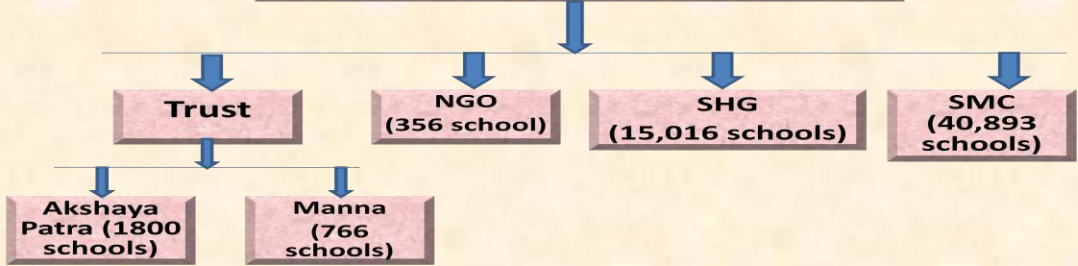 Trust
NGO
(356 school)
SHG
(15,016 schools)
SMC
(40,893
schools)
Akshaya
Patra (1800
schools)
Manna
(766
schools)